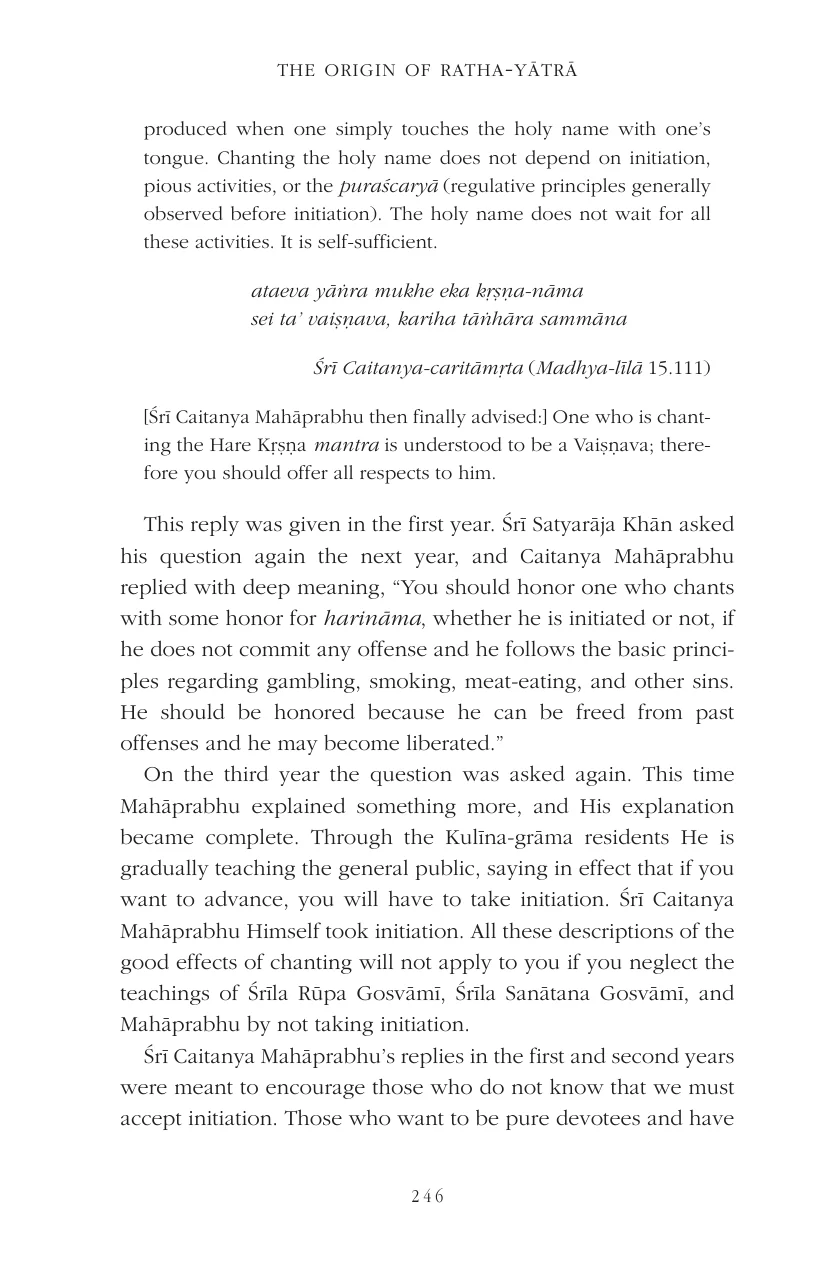 THE ORIGIN OF RATHA-YĀTRĀ
produced when one simply touches the holy name with one’s
tongue. Chanting the holy name does not depend on initiation,
pious activities, or the puraścaryā (regulative principles generally
observed before initiation). The holy name does not wait for all
these activities. It is self-sufficient.
ataeva yāṅra mukhe eka kṛṣṇa-nāma
sei ta’ vaiṣṇava, kariha tāṅhāra sammāna
Śrī Caitanya-caritāmṛta (Madhya-līlā 15.111)
[Śrī Caitanya Mahāprabhu then finally advised:] One who is chant-
ing the Hare Kṛṣṇa mantra is understood to be a Vaiṣṇava; there-
fore you should offer all respects to him.
This reply was given in the first year. Śrī Satyarāja Khān asked
his question again the next year, and Caitanya Mahāprabhu
replied with deep meaning, “You should honor one who chants
with some honor for harināma, whether he is initiated or not, if
he does not commit any offense and he follows the basic princi-
ples regarding gambling, smoking, meat-eating, and other sins.
He should be honored because he can be freed from past
offenses and he may become liberated.”
On the third year the question was asked again. This time
Mahāprabhu explained something more, and His explanation
became complete. Through the Kulīna-grāma residents He is
gradually teaching the general public, saying in effect that if you
want to advance, you will have to take initiation. Śrī Caitanya
Mahāprabhu Himself took initiation. All these descriptions of the
good effects of chanting will not apply to you if you neglect the
teachings of Śrīla Rūpa Gosvāmī, Śrīla Sanātana Gosvāmī, and
Mahāprabhu by not taking initiation.
Śrī Caitanya Mahāprabhu’s replies in the first and second years
were meant to encourage those who do not know that we must
accept initiation. Those who want to be pure devotees and have
246